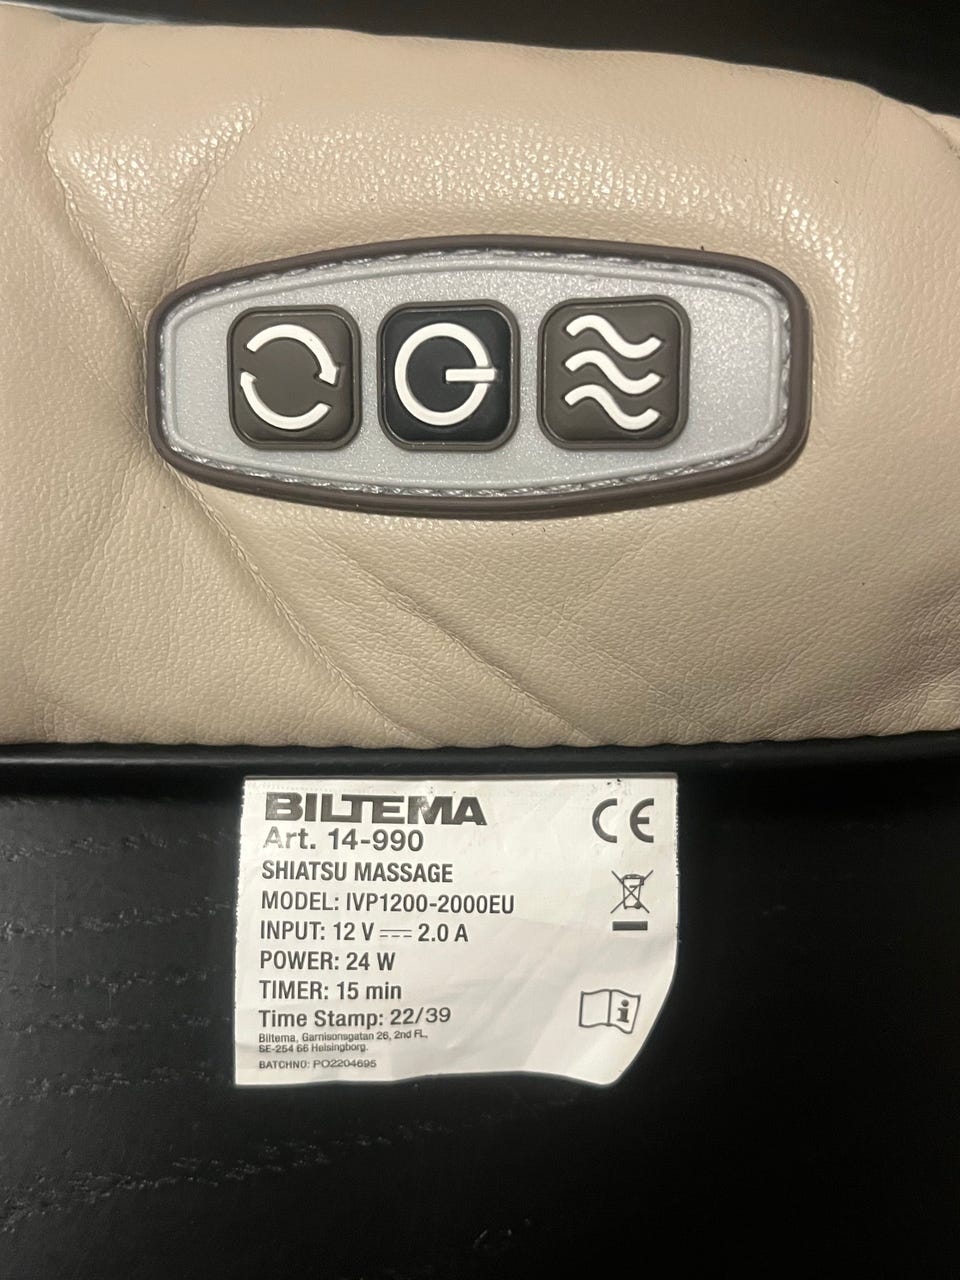 BILTEMA
CE
Art. 14-990
SHIATSU MASSAGE
MODEL: IVP1200-2000EU
INPUT: 12 V ⎓ 2.0 A
POWER: 24 W
TIMER: 15 min
Time Stamp: 22/39
Biltema, Garnisonsgatan 26, 2nd FL,
SE-254 66 Helsingborg.
BATCHNO: PO2204695